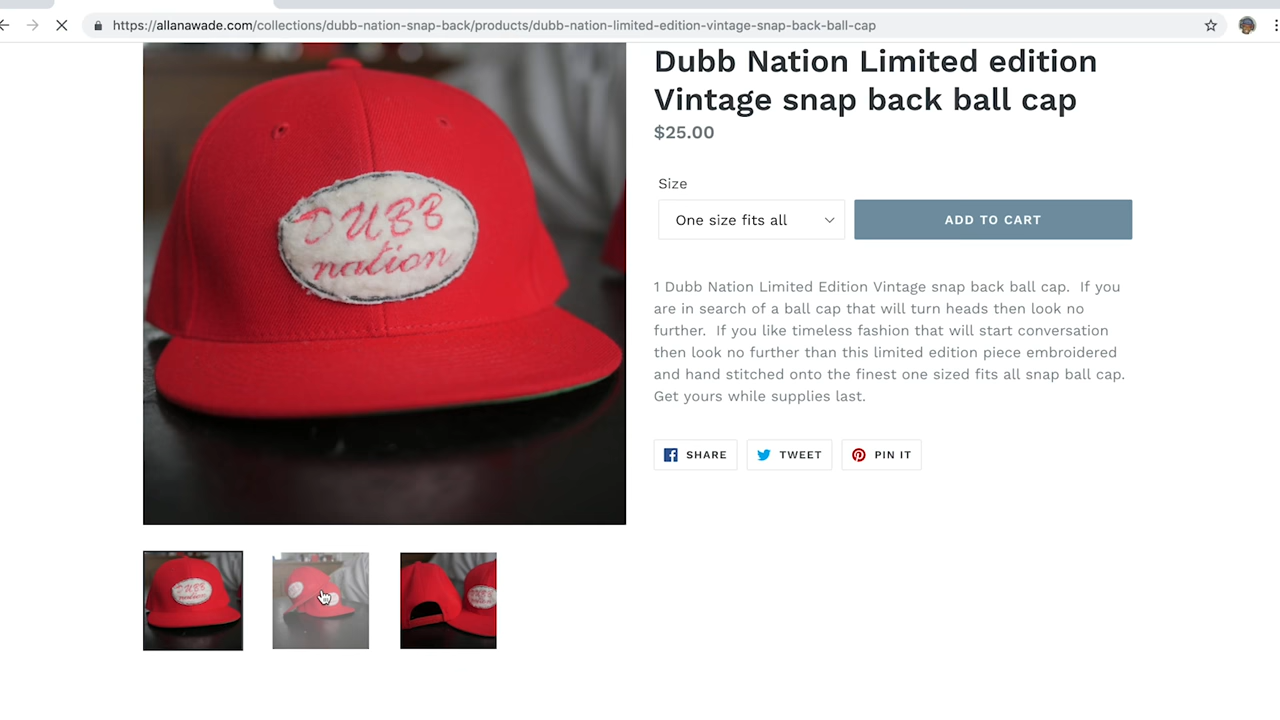 https://allanawade.com/collections/dubb-nation-snap-back/products/dubb-nation-limited-edition-vintage-snap-back-ball-cap
Dubb Nation Limited edition
Vintage snap back ball cap
$25.00
Size
One size fits all
ADD TO CART
DUBB
nation
1 Dubb Nation Limited Edition Vintage snap back ball cap. If you
are in search of a ball cap that will turn heads then look no
further. If you like timeless fashion that will start conversation
then look no further than this limited edition piece embroidered
and hand stitched onto the finest one sized fits all snap ball cap.
Get yours while supplies last.
SHARE
TWEET
PIN IT
DUBB
nation